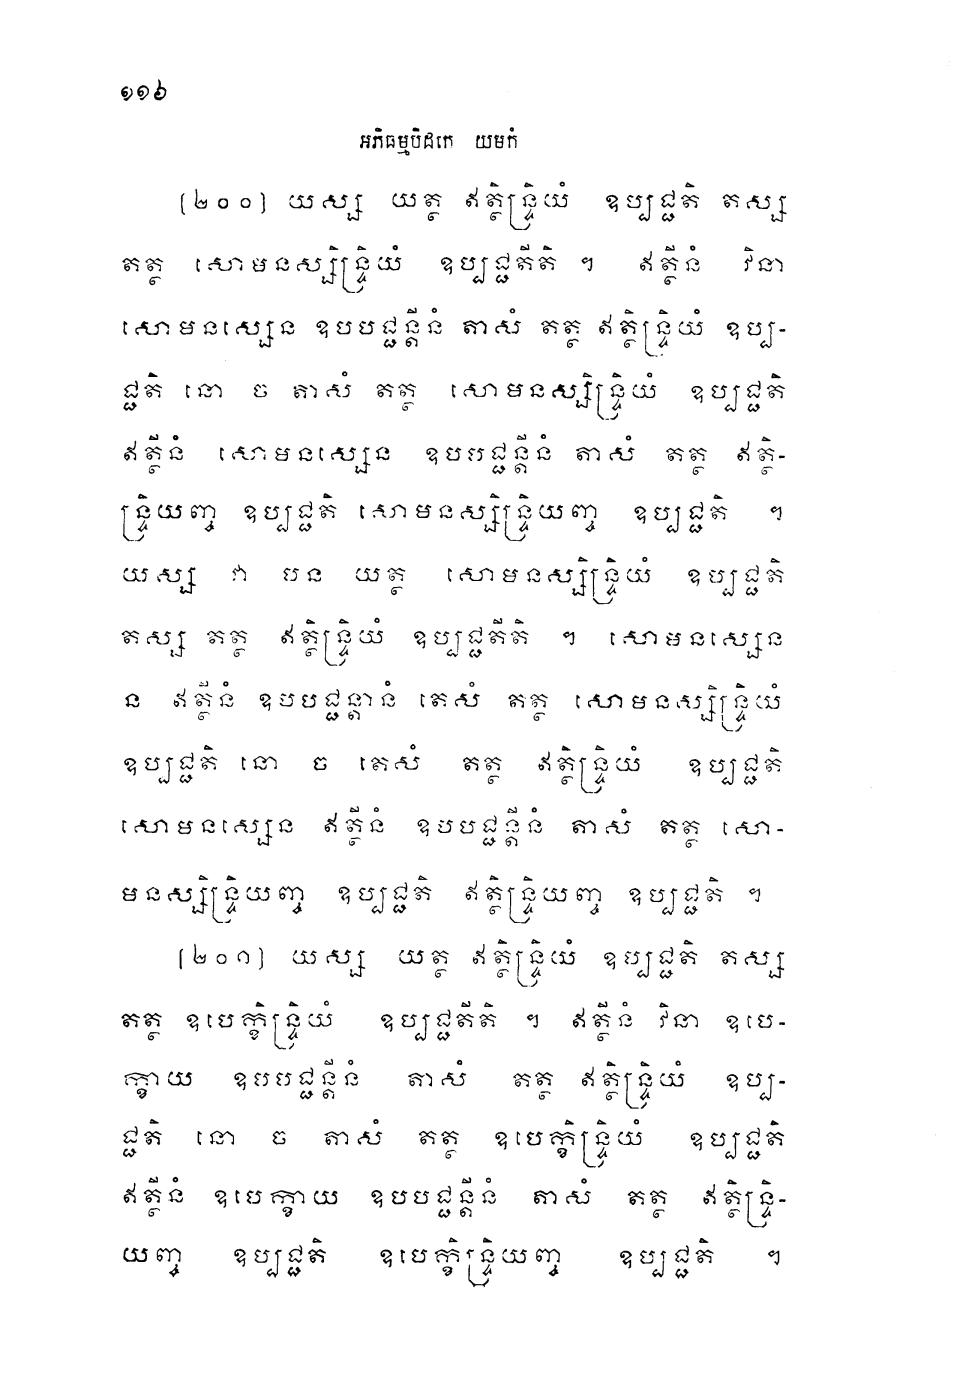 ១១៦
អភិធម្មបិដកេ យមកំ
(២០០) យស្ស យត្ថ ឥត្ថិន្ទ្រិយំ ឧប្បជ្ជតិ តស្ស
តត្ថ សោមនស្សិន្ទ្រិយំ ឧប្បជ្ជតីតិ ។ ឥត្ថីនំ វិនា
សោមនស្សេន ឧបបជ្ជន្តីនំ តាសំ តត្ថ ឥត្ថិន្ទ្រិយំ ឧប្ប-
ជ្ជតិ នោ ច តាសំ តត្ថ សោមនស្សិន្ទ្រិយំ ឧប្បជ្ជតិ
ឥត្ថីនំ សោមនស្សេន ឧបបជ្ជន្តីនំ តាសំ តត្ថ ឥត្ថិ-
ន្ទ្រិយញ្ច ឧប្បជ្ជតិ សោមនស្សិន្ទ្រិយញ្ច ឧប្បជ្ជតិ ។
យស្ស វា បន យត្ថ សោមនស្សិន្ទ្រិយំ ឧប្បជ្ជតិ
តស្ស តត្ថ ឥត្ថិន្ទ្រិយំ ឧប្បជ្ជតីតិ ។ សោមនស្សេន
ន ឥត្ថីនំ ឧបបជ្ជន្តានំ តេសំ តត្ថ សោមនស្សិន្ទ្រិយំ
ឧប្បជ្ជតិ នោ ច តេសំ តត្ថ ឥត្ថិន្ទ្រិយំ ឧប្បជ្ជតិ
សោមនស្សេន ឥត្ថីនំ ឧបបជ្ជន្តីនំ តាសំ តត្ថ សោ-
មនស្សិន្ទ្រិយញ្ច ឧប្បជ្ជតិ ឥត្ថិន្ទ្រិយញ្ច ឧប្បជ្ជតិ ។
(២០១) យស្ស យត្ថ ឥត្ថិន្ទ្រិយំ ឧប្បជ្ជតិ តស្ស
តត្ថ ឧបេក្ខិន្ទ្រិយំ ឧប្បជ្ជតីតិ ។ ឥត្ថីនំ វិនា ឧបេ-
ក្ខាយ ឧបបជ្ជន្តីនំ តាសំ តត្ថ ឥត្ថិន្ទ្រិយំ ឧប្ប-
ជ្ជតិ នោ ច តាសំ តត្ថ ឧបេក្ខិន្ទ្រិយំ ឧប្បជ្ជតិ
ឥត្ថីនំ ឧបេក្ខាយ ឧបបជ្ជន្តីនំ តាសំ តត្ថ ឥត្ថិន្ទ្រិ-
យញ្ច ឧប្បជ្ជតិ ឧបេក្ខិន្ទ្រិយញ្ច ឧប្បជ្ជតិ ។